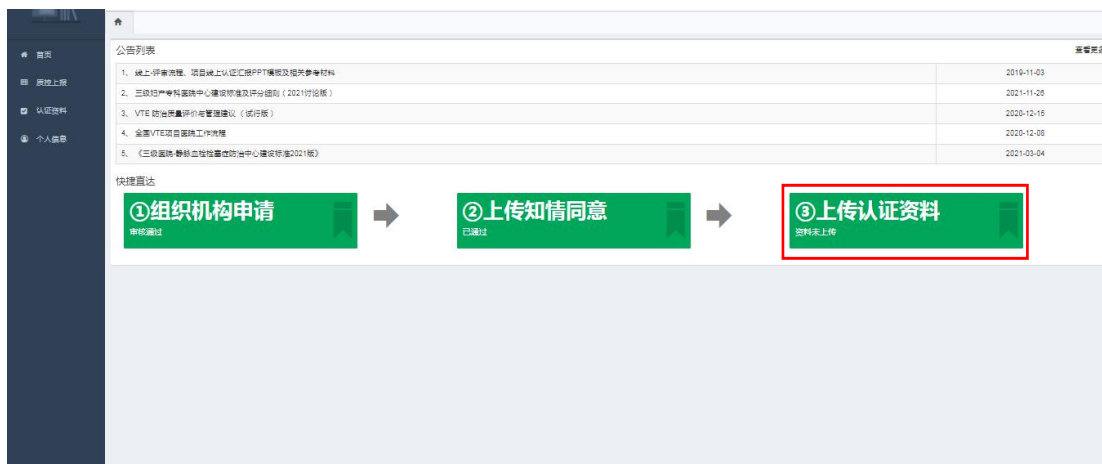 首页
质控上报
认证资料
个人信息
公告列表
查看更多
1、 线上-评审流程、项目线上认证汇报PPT模板及相关参考材料 2019-11-03
2、 三级妇产专科医院中心建设标准及评分细则（2021讨论版） 2021-11-26
3、 VTE 防治质量评价与管理建议 （试行版） 2020-12-15
4、 全国VTE项目医院工作流程 2020-12-08
5、 《三级医院-静脉血栓栓塞症防治中心建设标准2021版》 2021-03-04
快捷直达
①组织机构申请
审核通过
②上传知情同意
已通过
③上传认证资料
资料未上传